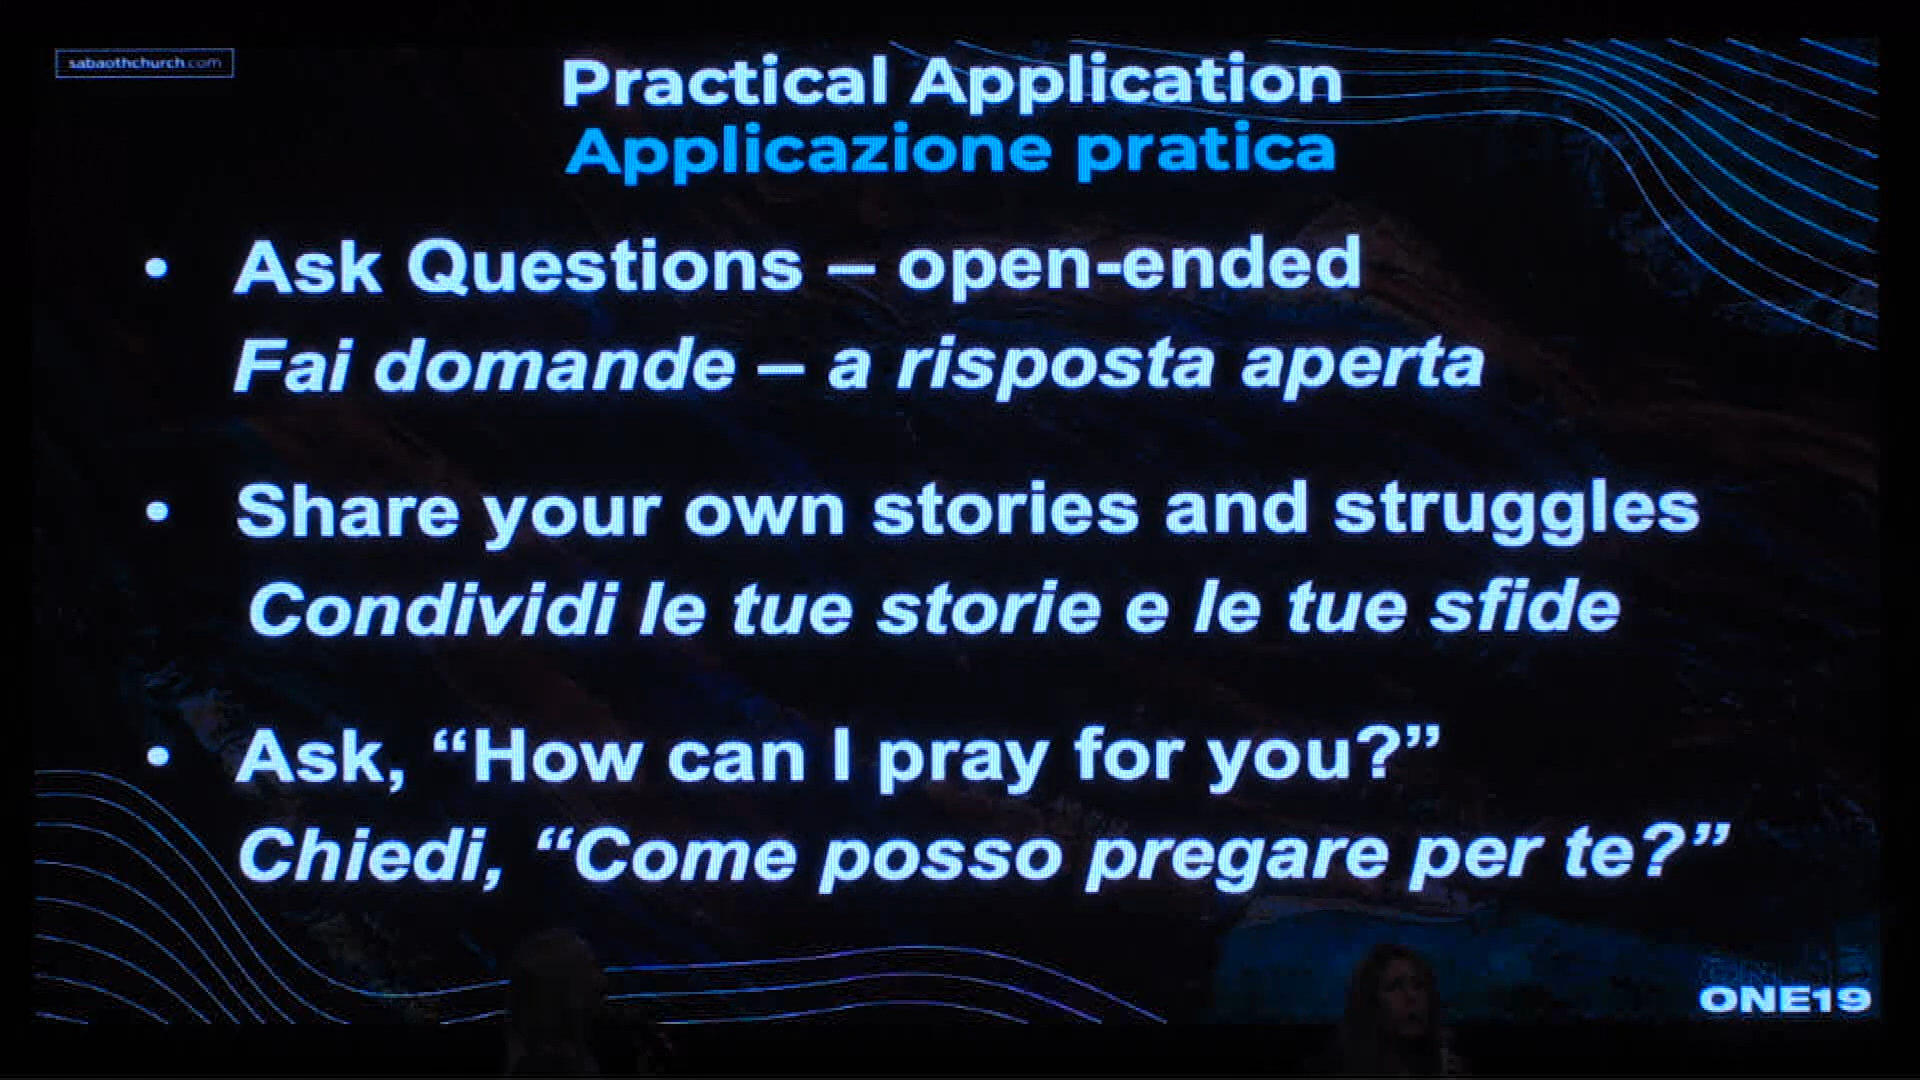 sabaothchurch.com
Practical Application
Applicazione pratica
• Ask Questions – open-ended
Fai domande – a risposta aperta
• Share your own stories and struggles
Condividi le tue storie e le tue sfide
• Ask, “How can I pray for you?”
Chiedi, “Come posso pregare per te?”
ONE19